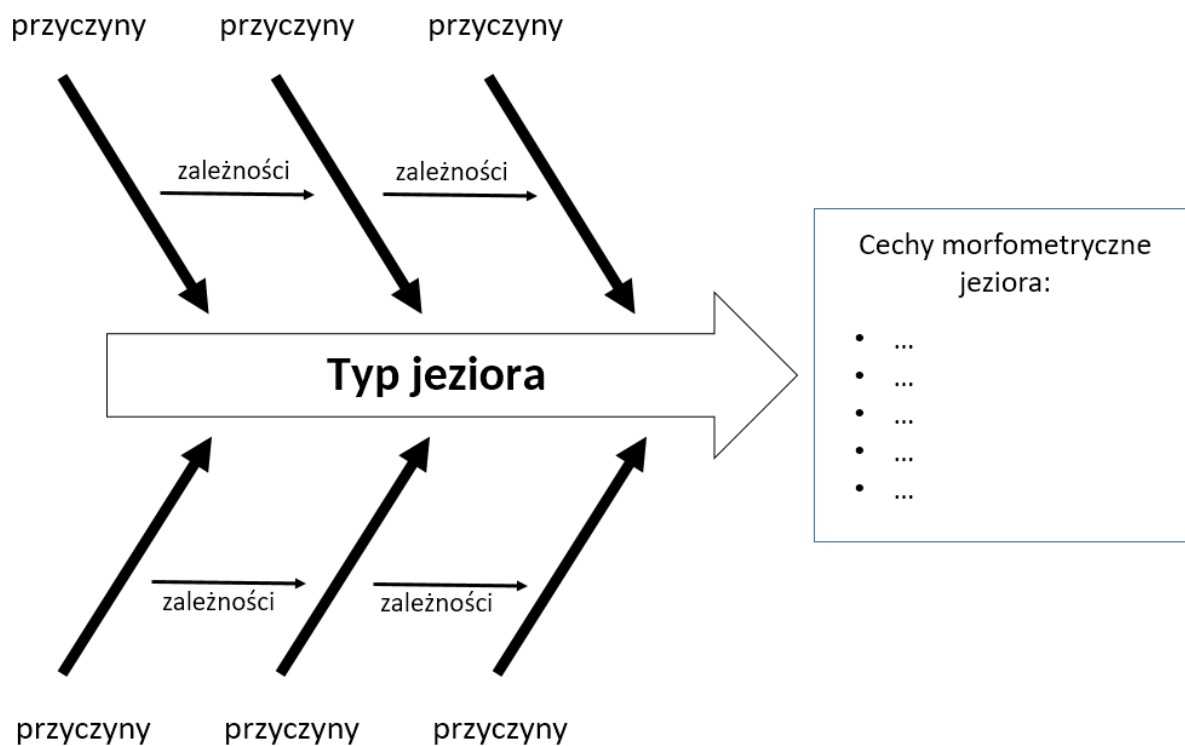 przyczyny przyczyny przyczyny
zależności zależności
Cechy morfometryczne
jeziora:
• ...
• ...
• ...
• ...
• ...
Typ jeziora
zależności zależności
przyczyny przyczyny przyczyny